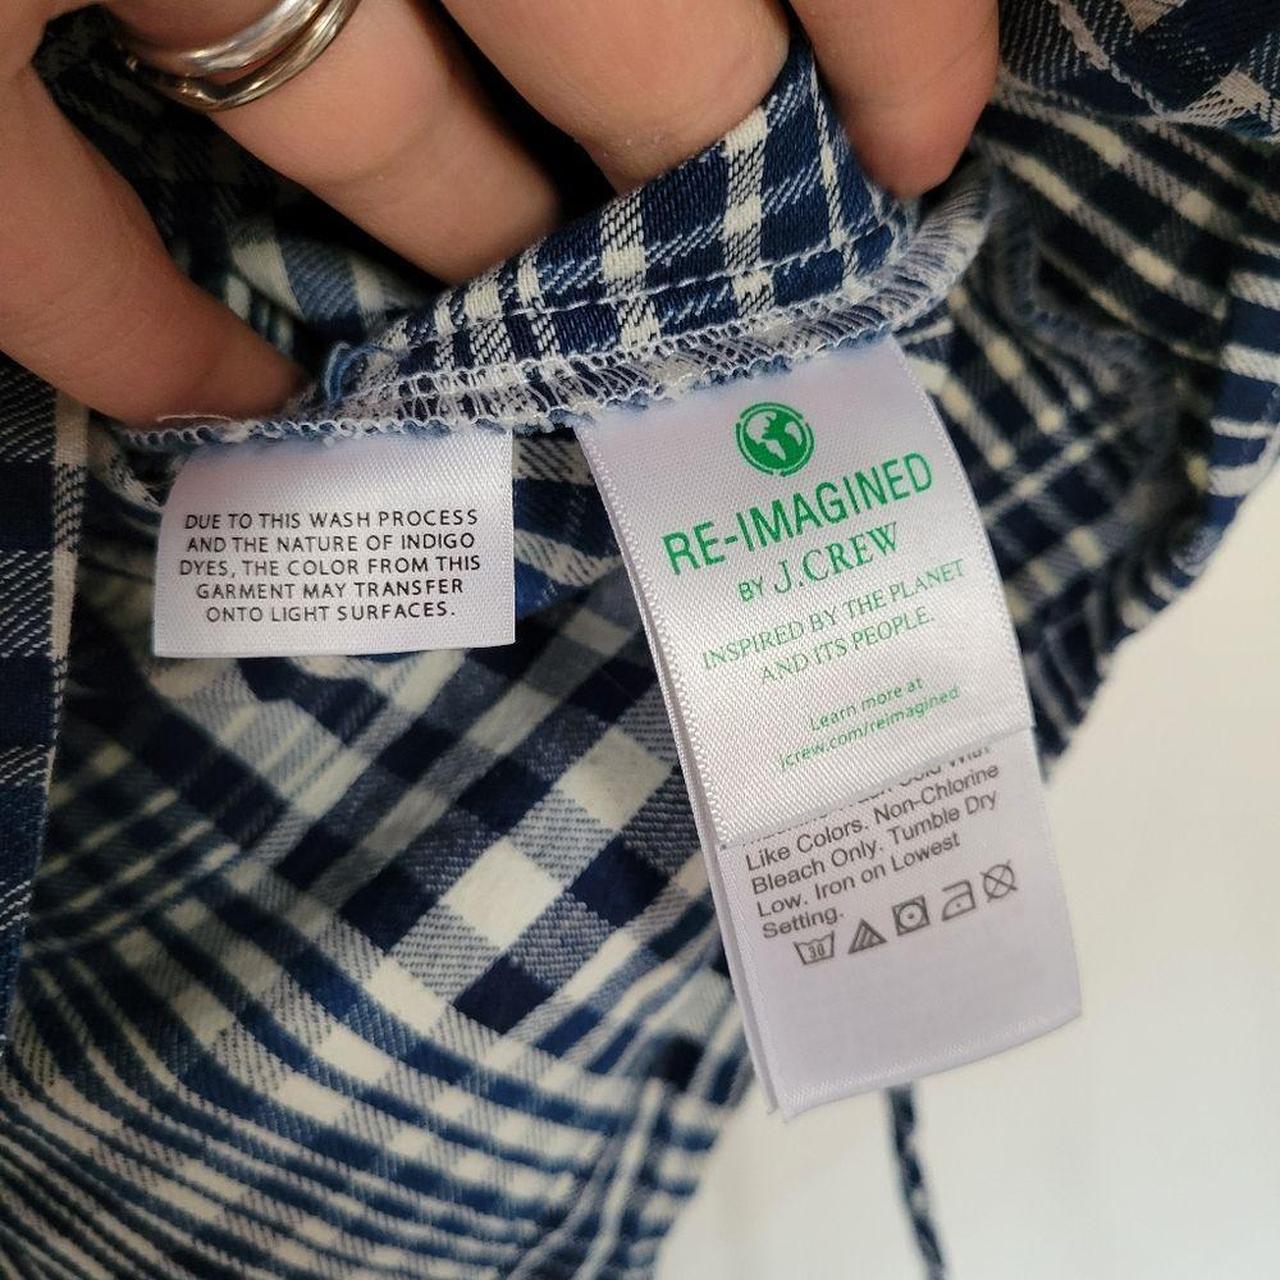 DUE TO THIS WASH PROCESS
AND THE NATURE OF INDIGO
DYES, THE COLOR FROM THIS
GARMENT MAY TRANSFER
ONTO LIGHT SURFACES.
RE-IMAGINED
BY J.CREW
INSPIRED BY THE PLANET
AND ITS PEOPLE.
Learn more at
jcrew.com/reimagined
Cold With
Like Colors. Non-Chlorine
Bleach Only. Tumble Dry
Low. Iron on Lowest
Setting.
30